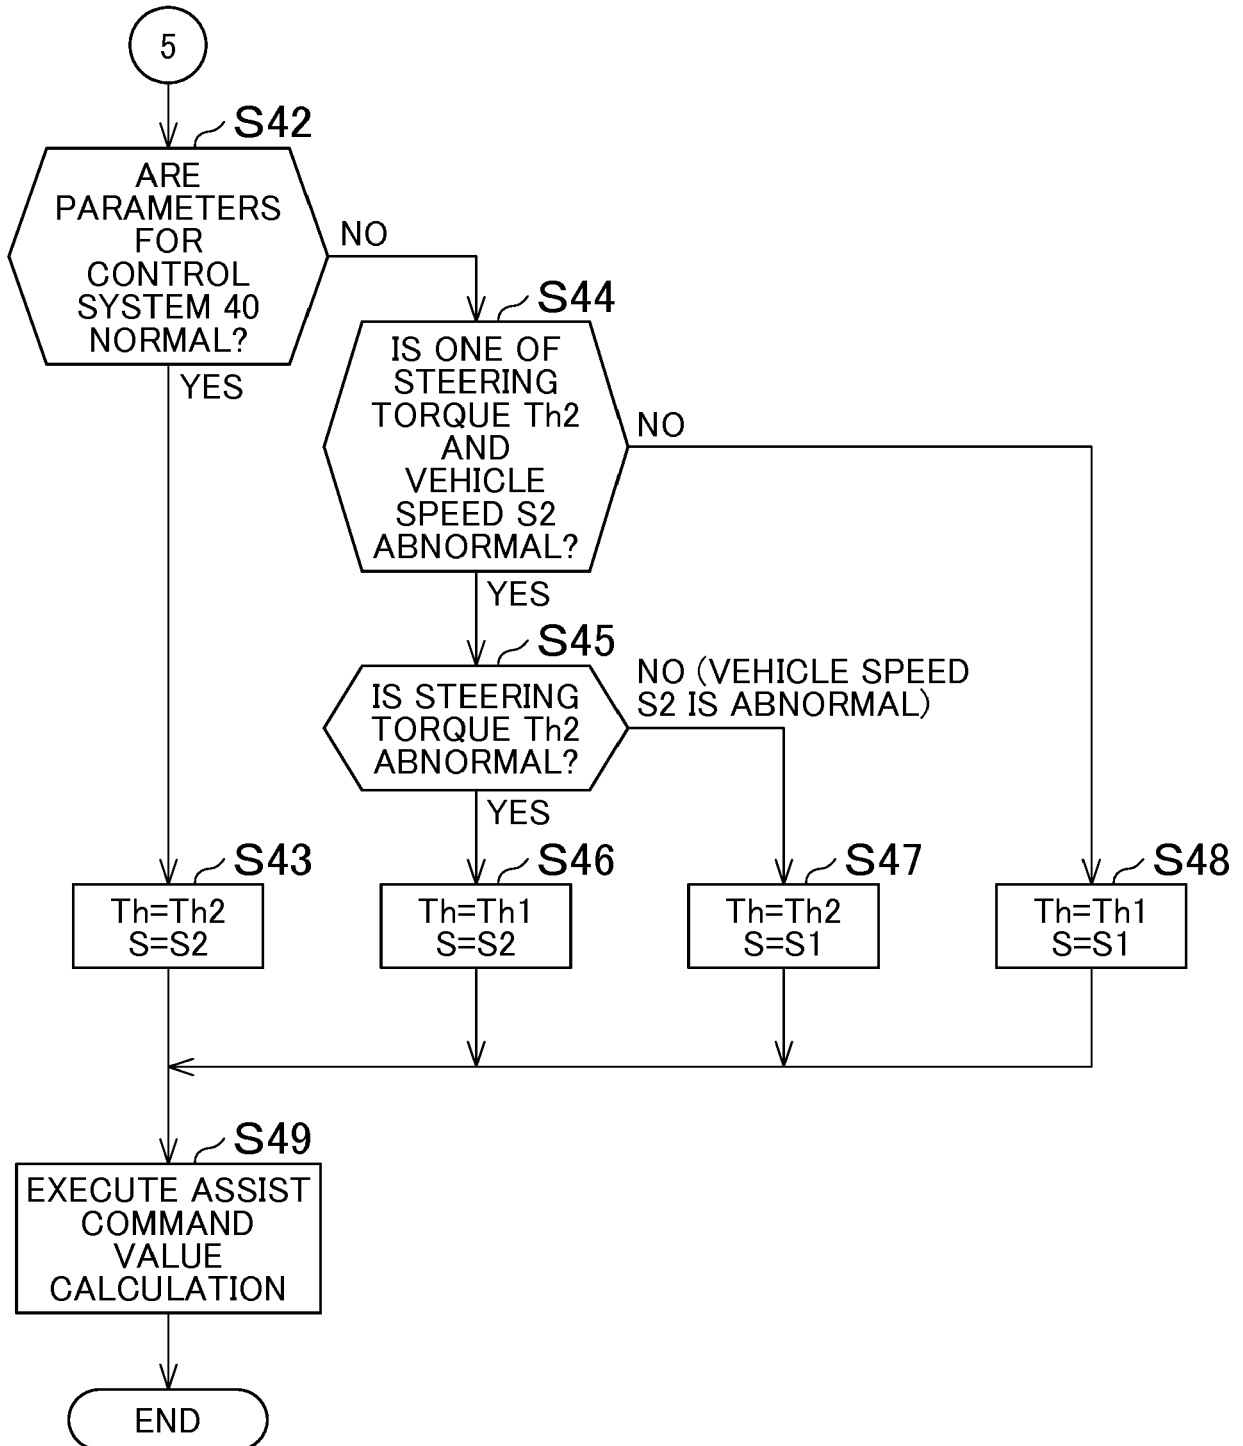 5
S42
ARE
PARAMETERS
FOR
CONTROL
SYSTEM 40
NORMAL?
NO
YES
S44
IS ONE OF
STEERING
TORQUE Th2
AND
VEHICLE
SPEED S2
ABNORMAL?
NO
YES
S45
IS STEERING
TORQUE Th2
ABNORMAL?
NO (VEHICLE SPEED
S2 IS ABNORMAL)
YES
S43
Th=Th2
S=S2
S46
Th=Th1
S=S2
S47
Th=Th2
S=S1
S48
Th=Th1
S=S1
S49
EXECUTE ASSIST
COMMAND
VALUE
CALCULATION
END